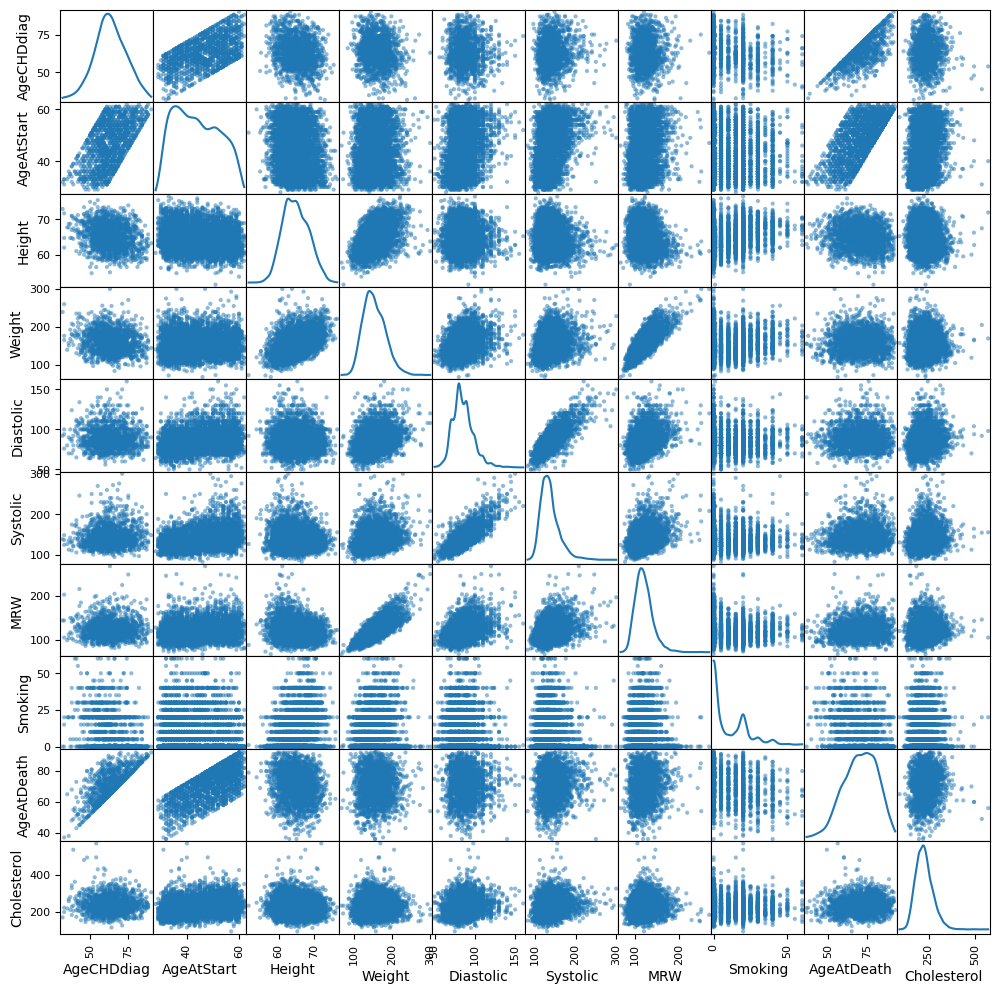 AgeCHDdiag
75
50
AgeAtStart
60
40
Height
70
60
Weight
300
200
100
Diastolic
150
100
50
Systolic
300
200
100
MRW
200
100
Smoking
50
25
0
AgeAtDeath
80
60
40
Cholesterol
400
200
50 75 40 60 60 70 100 200 300 100 150 100 200 300 100 200 0 50 50 75 250 500
AgeCHDdiag AgeAtStart Height Weight Diastolic Systolic MRW Smoking AgeAtDeath Cholesterol